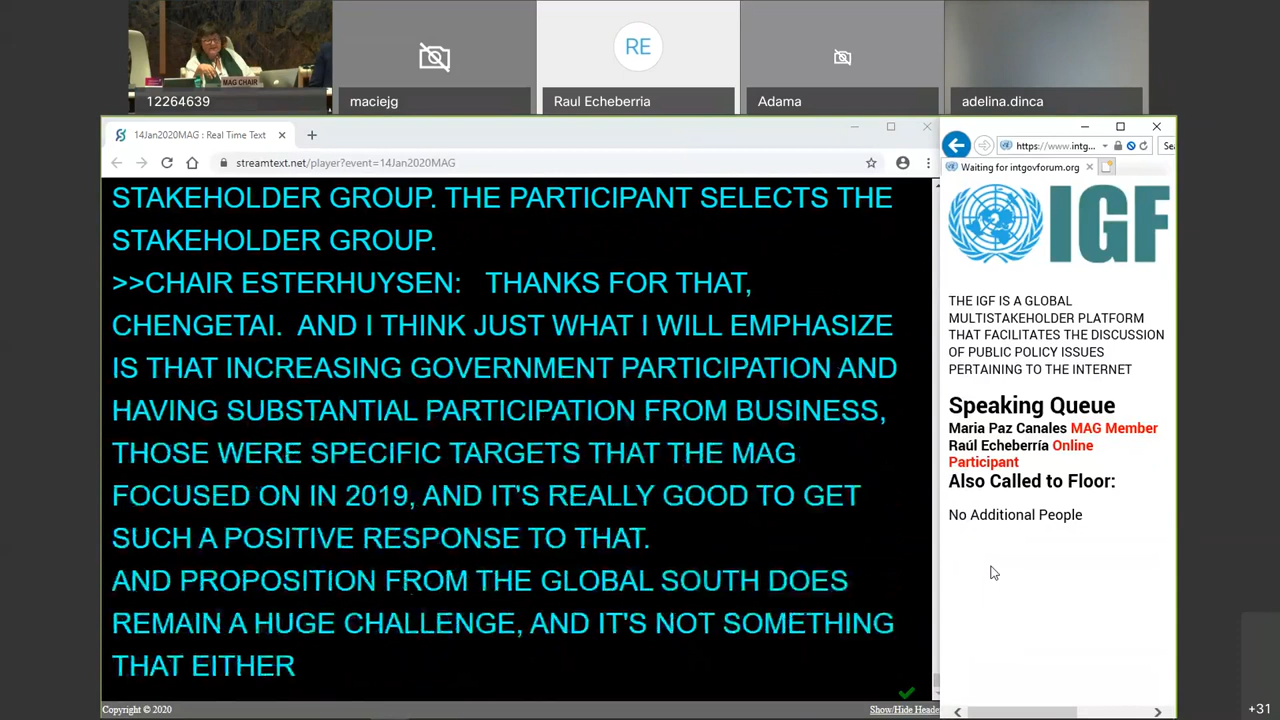 MAG CHAIR
RE
12264639
maciejg
Raul Echeberria
Adama
adelina.dinca
14Jan2020MAG : Real Time Text
streamtext.net/player?event=14Jan2020MAG
STAKEHOLDER GROUP. THE PARTICIPANT SELECTS THE
STAKEHOLDER GROUP.
>>CHAIR ESTERHUYSEN: THANKS FOR THAT,
CHENGETAI. AND I THINK JUST WHAT I WILL EMPHASIZE
IS THAT INCREASING GOVERNMENT PARTICIPATION AND
HAVING SUBSTANTIAL PARTICIPATION FROM BUSINESS,
THOSE WERE SPECIFIC TARGETS THAT THE MAG
FOCUSED ON IN 2019, AND IT'S REALLY GOOD TO GET
SUCH A POSITIVE RESPONSE TO THAT.
AND PROPOSITION FROM THE GLOBAL SOUTH DOES
REMAIN A HUGE CHALLENGE, AND IT'S NOT SOMETHING
THAT EITHER
Copyright © 2020
Show/Hide Heade
https://www.intg...
Sea
Waiting for intgovforum.org
IGF
THE IGF IS A GLOBAL
MULTISTAKEHOLDER PLATFORM
THAT FACILITATES THE DISCUSSION
OF PUBLIC POLICY ISSUES
PERTAINING TO THE INTERNET
Speaking Queue
Maria Paz Canales MAG Member
Raúl Echeberría Online
Participant
Also Called to Floor:
No Additional People
+31